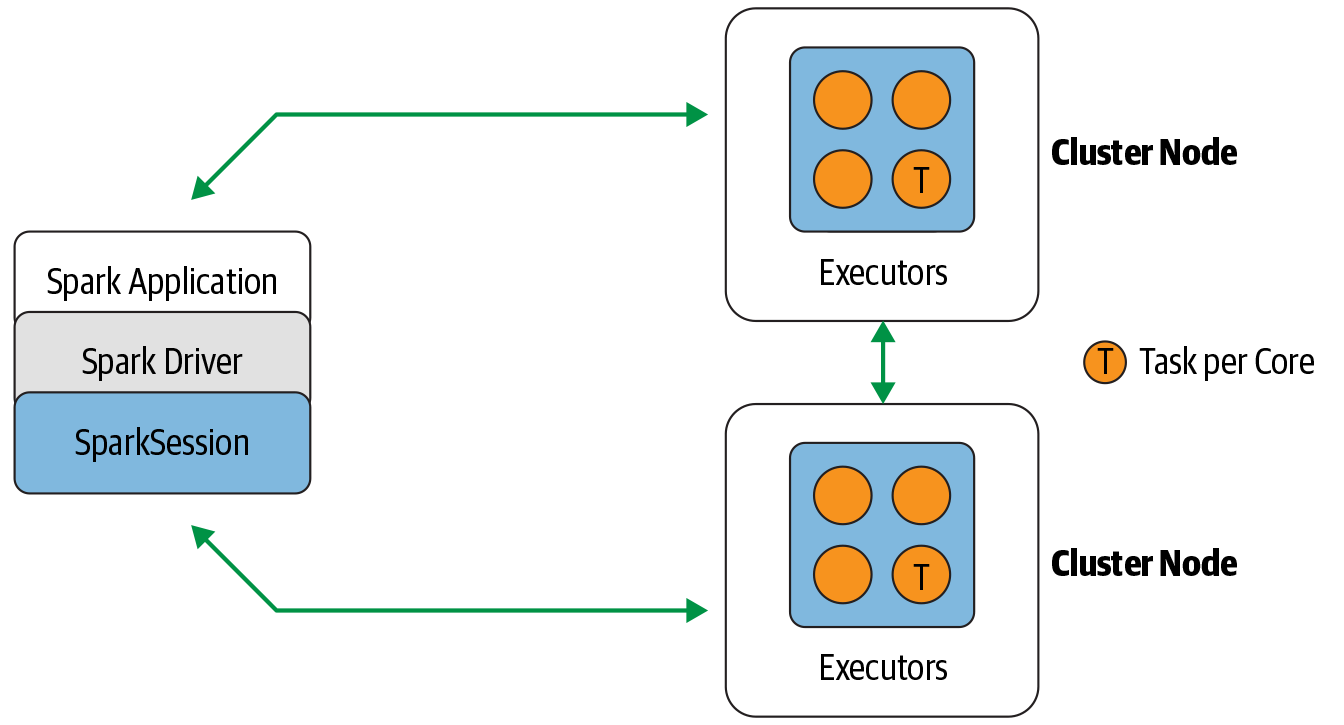 Spark Application
Spark Driver
SparkSession
T
Executors
Cluster Node
T Task per Core
T
Executors
Cluster Node